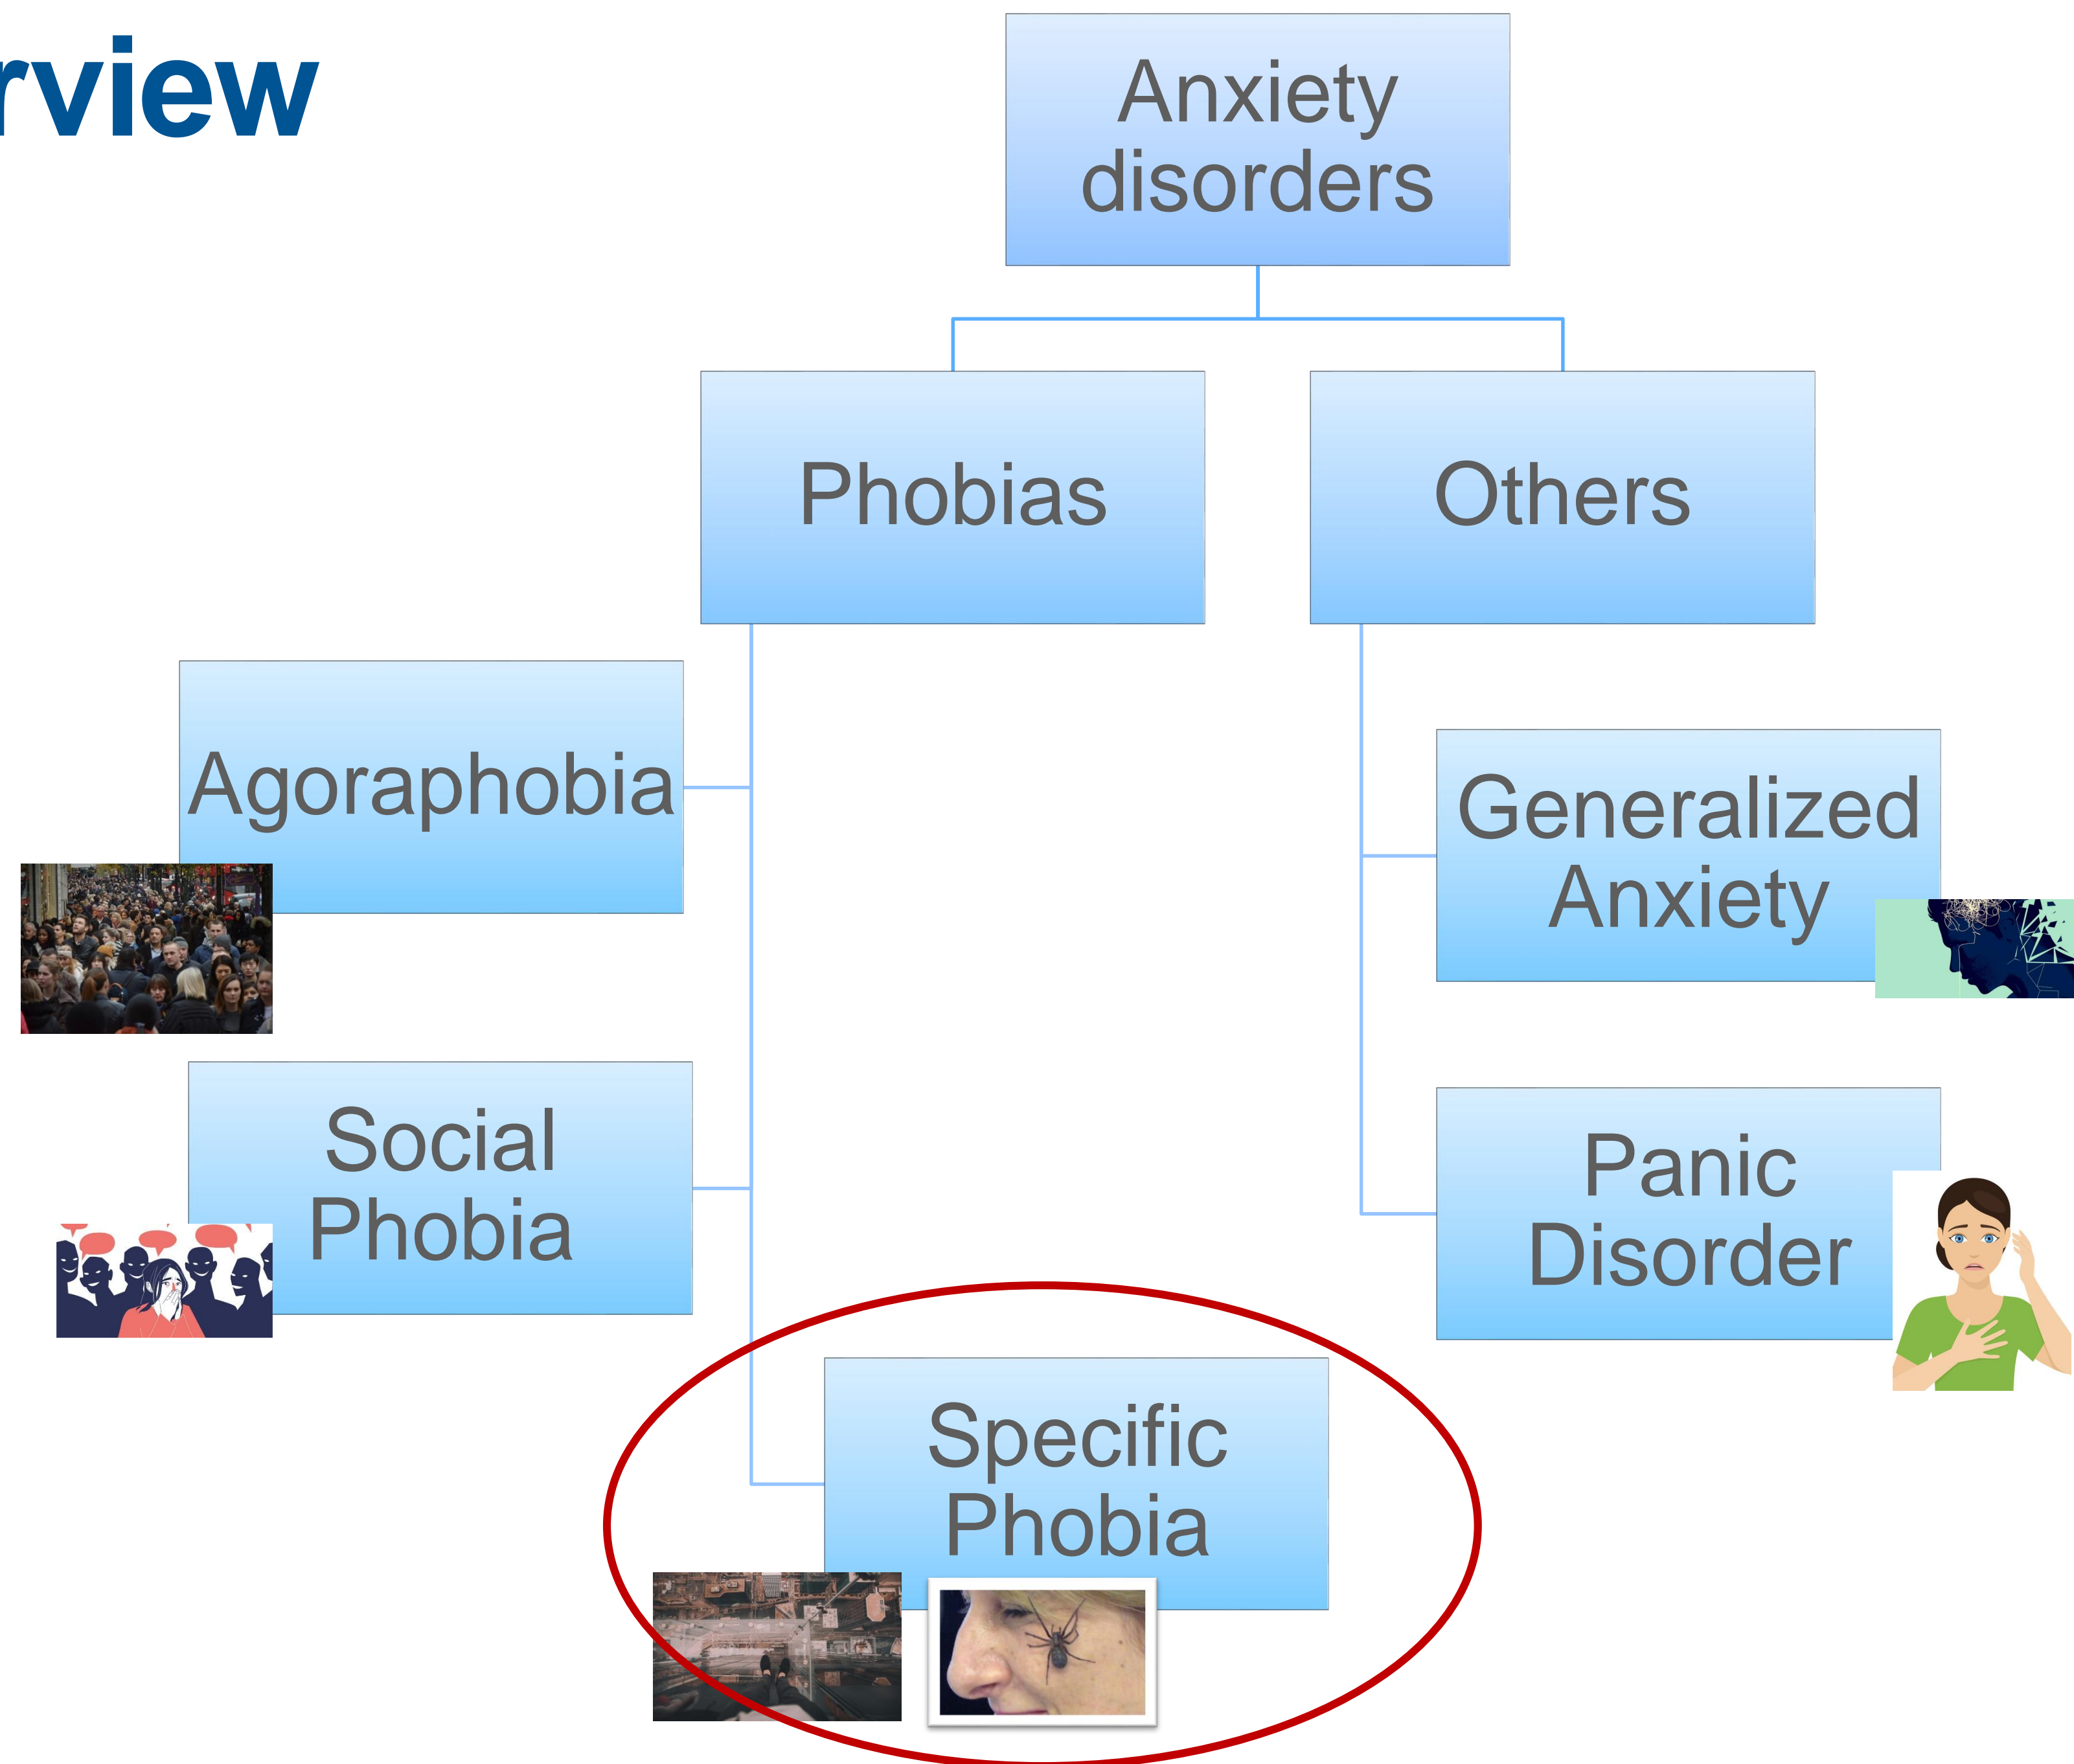 rview
Anxiety
disorders
Phobias
Others
Agoraphobia
Generalized
Anxiety
Social
Phobia
Panic
Disorder
Specific
Phobia